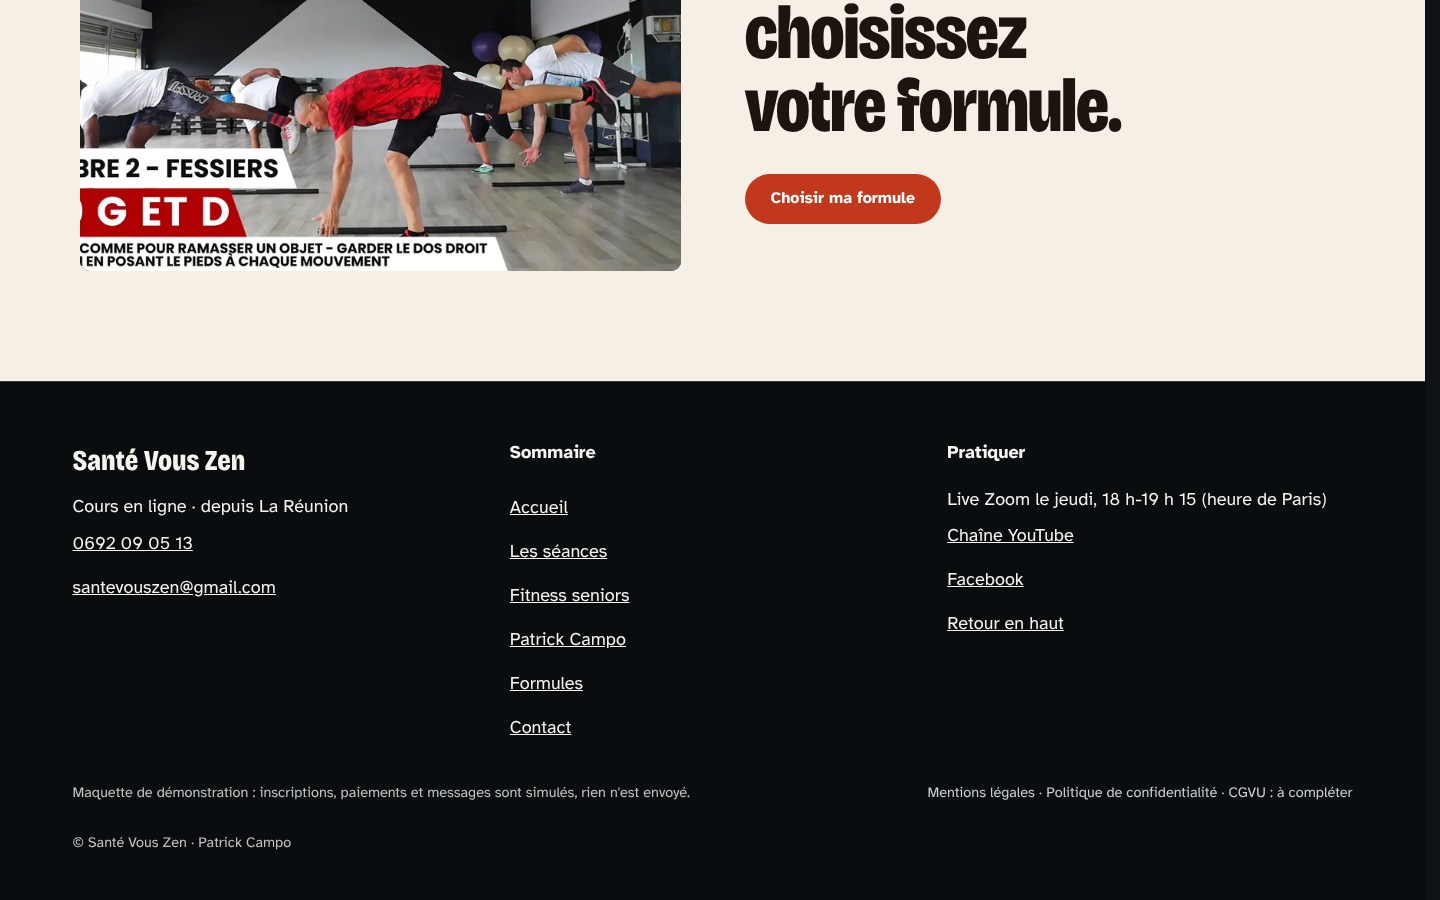 choisissez
votre formule.
Choisir ma formule
BRE 2 - FESSIERS
G ET D
COMME POUR RAMASSER UN OBJET - GARDER LE DOS DROIT
EN POSANT LE PIEDS À CHAQUE MOUVEMENT
CROSSFIT
Santé Vous Zen
Cours en ligne · depuis La Réunion
0692 09 05 13
santevouszen@gmail.com
Sommaire
Accueil
Les séances
Fitness seniors
Patrick Campo
Formules
Contact
Pratiquer
Live Zoom le jeudi, 18 h-19 h 15 (heure de Paris)
Chaîne YouTube
Facebook
Retour en haut
Maquette de démonstration : inscriptions, paiements et messages sont simulés, rien n'est envoyé.
Mentions légales · Politique de confidentialité · CGVU : à compléter
© Santé Vous Zen · Patrick Campo